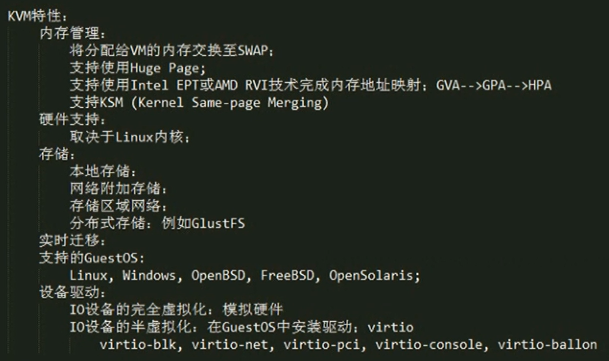 KVM特性：
内存管理：
将分配给VM的内存交换至SWAP；
支持使用Huge Page；
支持使用Intel EPT或AMD RVI技术完成内存地址映射；GVA-->GPA-->HPA
支持KSM (Kernel Same-page Merging)
硬件支持：
取决于Linux内核；
存储：
本地存储：
网络附加存储：
存储区域网络：
分布式存储：例如GlustFS
实时迁移：
支持的GuestOS:
Linux, Windows, OpenBSD, FreeBSD, OpenSolaris;
设备驱动：
IO设备的完全虚拟化：模拟硬件
IO设备的半虚拟化：在GuestOS中安装驱动；virtio
virtio-blk, virtio-net, virtio-pci, virtio-console, virtio-ballon